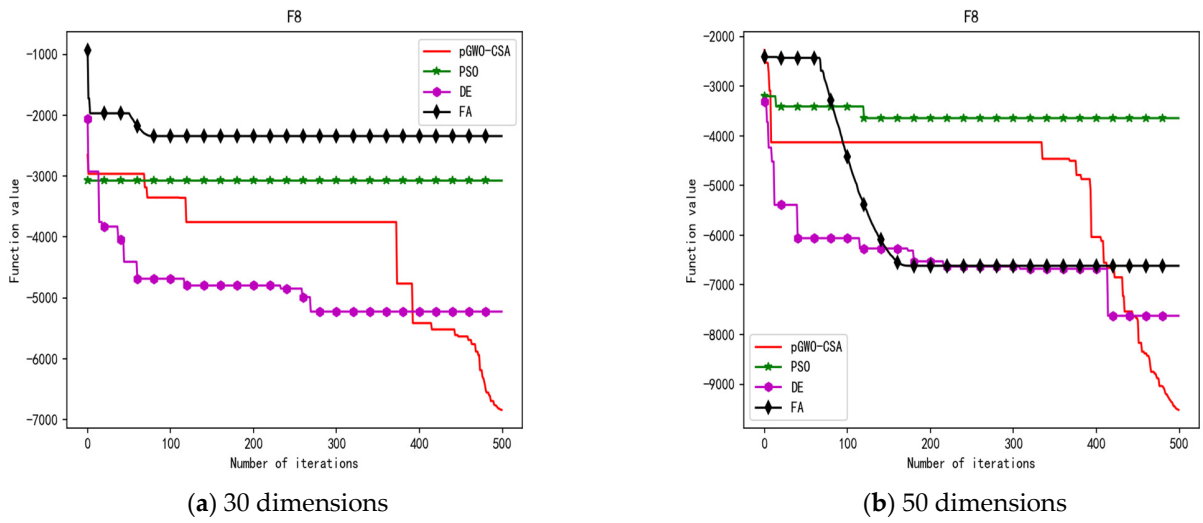 F8
-1000
-2000
-3000
-4000
-5000
-6000
-7000
Function value
pGWO-CSA
PSO
DE
FA
0
100
200
300
400
500
Number of iterations
(a) 30 dimensions
F8
-2000
-3000
-4000
-5000
-6000
-7000
-8000
-9000
Function value
pGWO-CSA
PSO
DE
FA
0
100
200
300
400
500
Number of iterations
(b) 50 dimensions